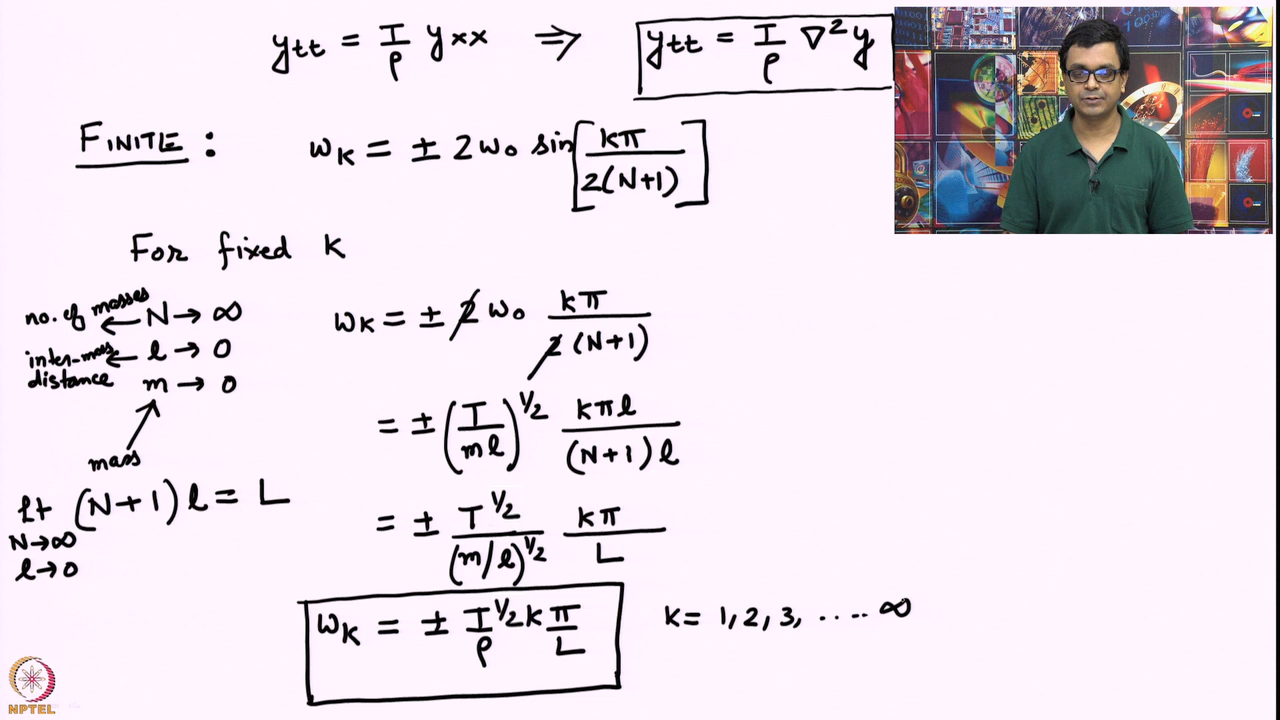 ytt = T/ρ yxx ⇒ ytt = T/ρ ∇²y
FINITE : ωK = ± 2ω₀ sin[kπ / 2(N+1)]
For fixed K
no. of masses ← N → ∞
inter-mass distance ← l → 0
m → 0
mass
ωK = ± 2 ω₀ kπ / 2(N+1)
= ± (T/ml)^1/2 kπl / (N+1)l
lt (N+1)l = L
N→∞
l→0
= ± T^1/2 / (m/l)^1/2 kπ/L
ωK = ± T/ρ^1/2 k π/L K = 1, 2, 3, ..... ∞
NPTEL